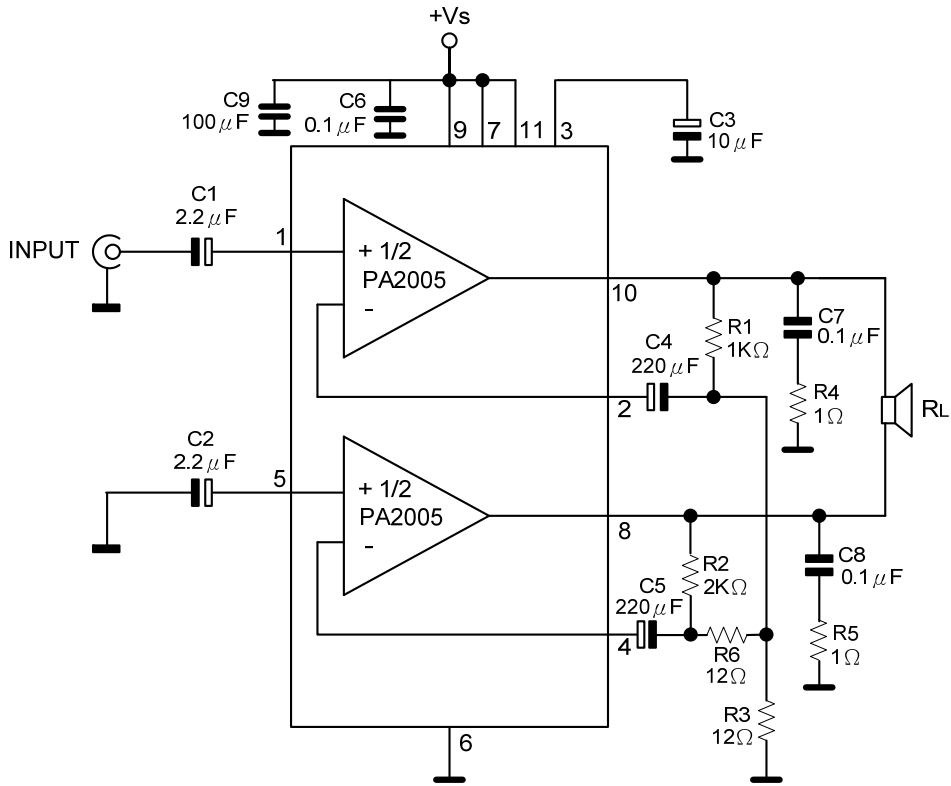 +Vs
C9
100μF
C6
0.1μF
9
7
11
3
C3
10μF
C1
2.2μF
INPUT
1
+ 1/2
PA2005
-
10
C4
220μF
R1
1KΩ
C7
0.1μF
R4
1Ω
RL
2
C2
2.2μF
5
+ 1/2
PA2005
-
8
C5
220μF
R2
2KΩ
C8
0.1μF
4
R6
12Ω
R5
1Ω
R3
12Ω
6